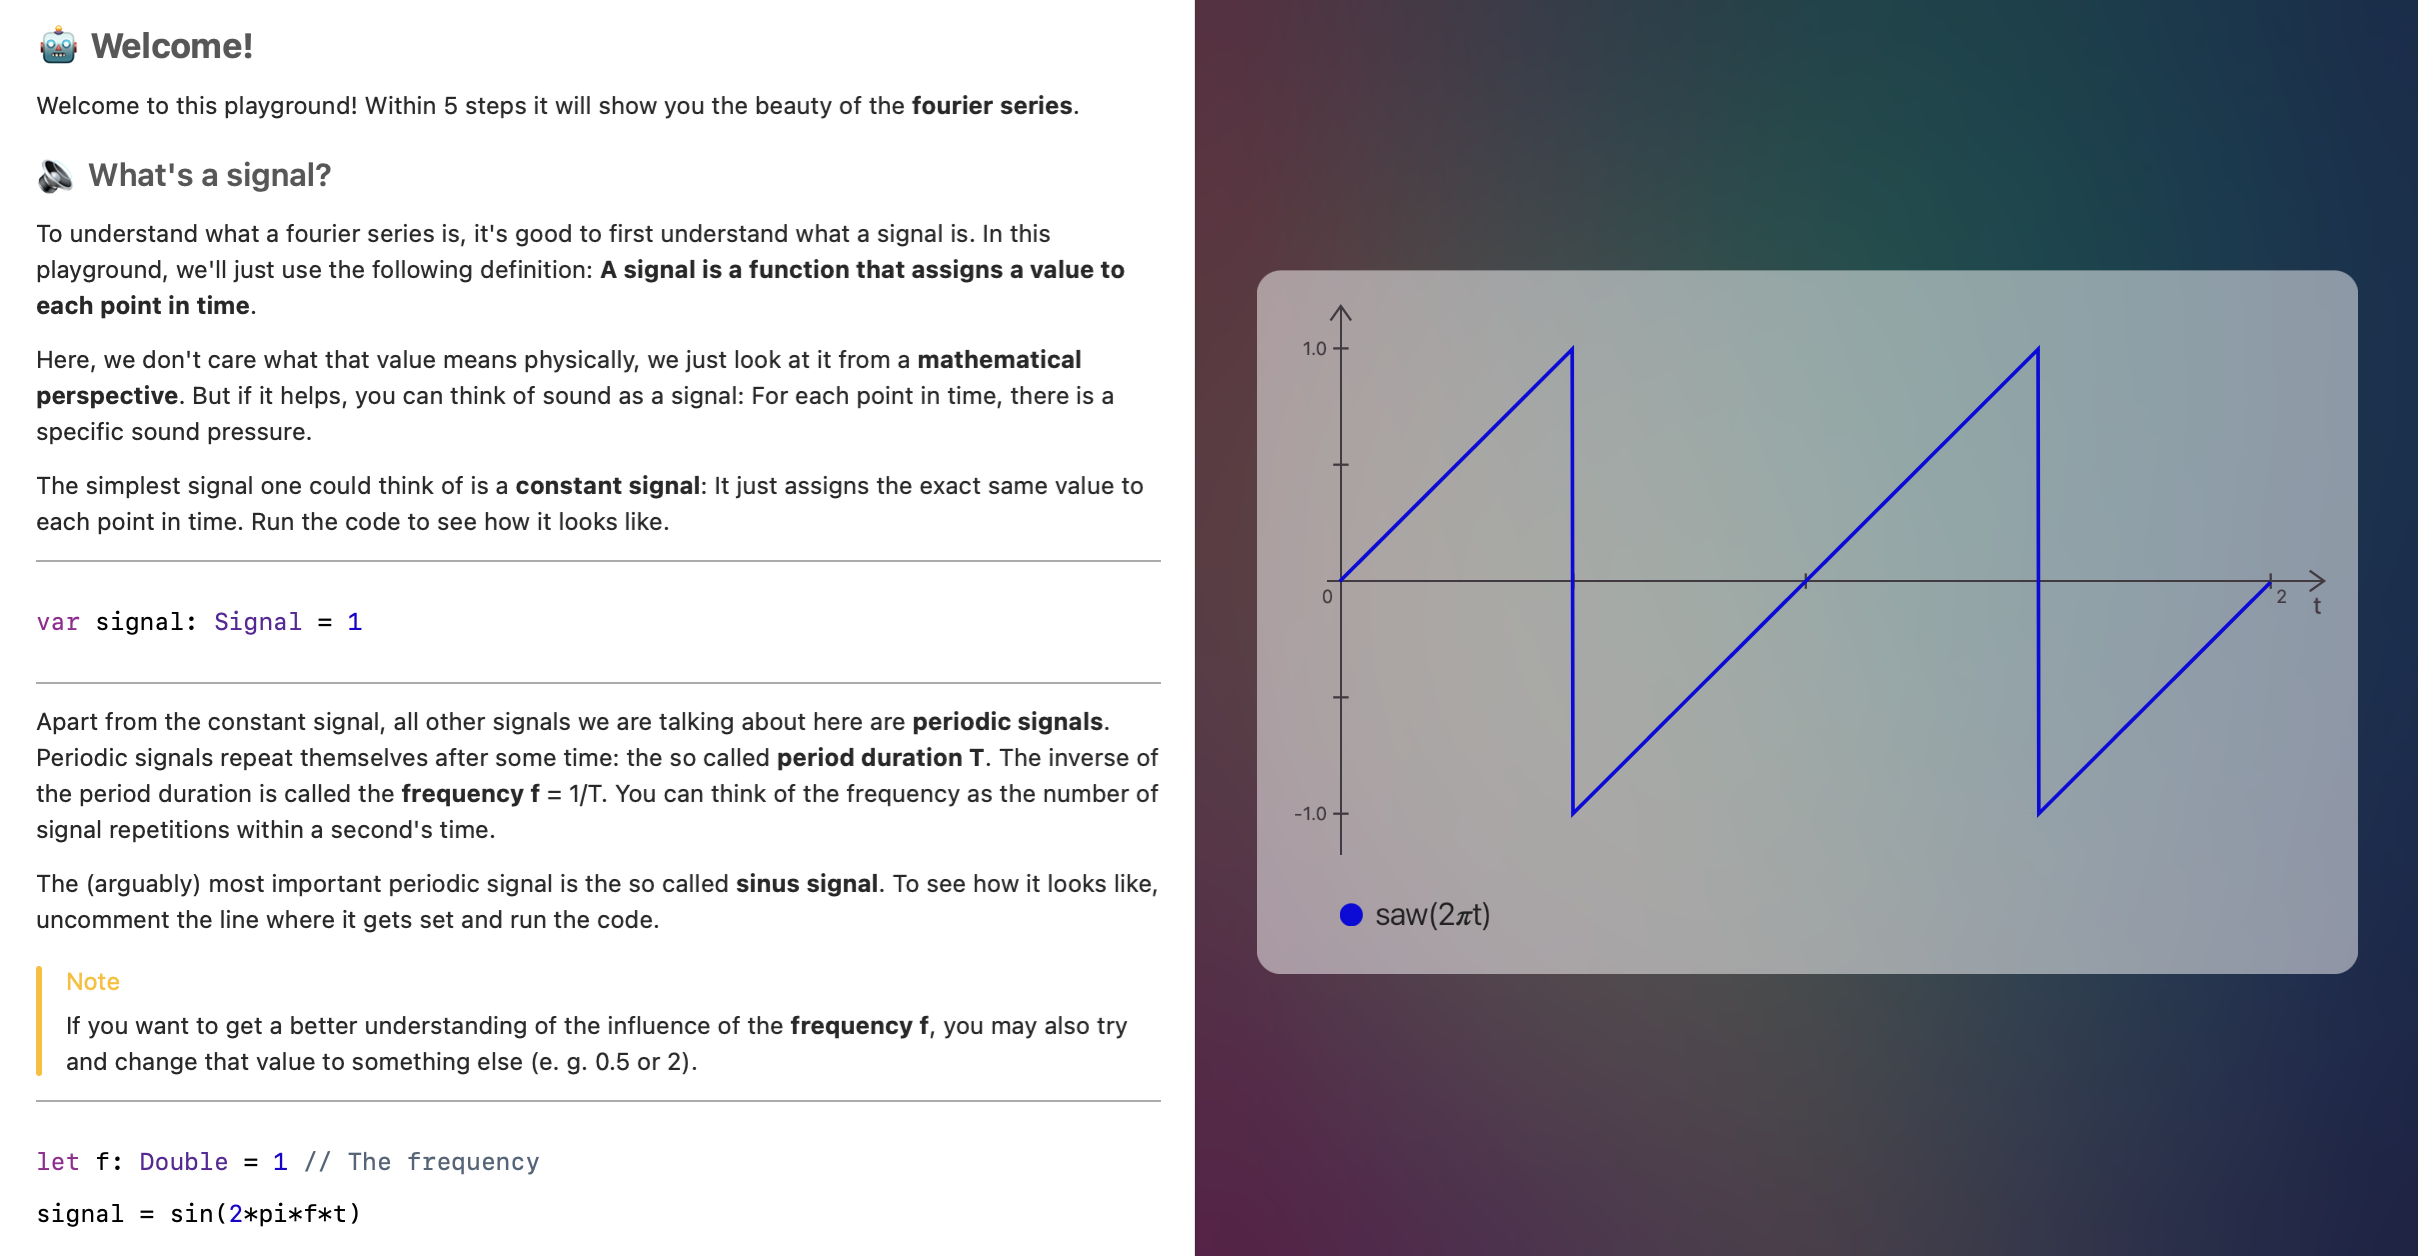 🤖 Welcome!
Welcome to this playground! Within 5 steps it will show you the beauty of the fourier series.
🔊 What's a signal?
To understand what a fourier series is, it's good to first understand what a signal is. In this
playground, we'll just use the following definition: A signal is a function that assigns a value to
each point in time.
Here, we don't care what that value means physically, we just look at it from a mathematical
perspective. But if it helps, you can think of sound as a signal: For each point in time, there is a
specific sound pressure.
The simplest signal one could think of is a constant signal: It just assigns the exact same value to
each point in time. Run the code to see how it looks like.
var signal: Signal = 1
Apart from the constant signal, all other signals we are talking about here are periodic signals.
Periodic signals repeat themselves after some time: the so called period duration T. The inverse of
the period duration is called the frequency f = 1/T. You can think of the frequency as the number of
signal repetitions within a second's time.
The (arguably) most important periodic signal is the so called sinus signal. To see how it looks like,
uncomment the line where it gets set and run the code.
Note
If you want to get a better understanding of the influence of the frequency f, you may also try
and change that value to something else (e. g. 0.5 or 2).
let f: Double = 1 // The frequency
signal = sin(2*pi*f*t)
1.0
0
2
t
-1.0
saw(2πt)